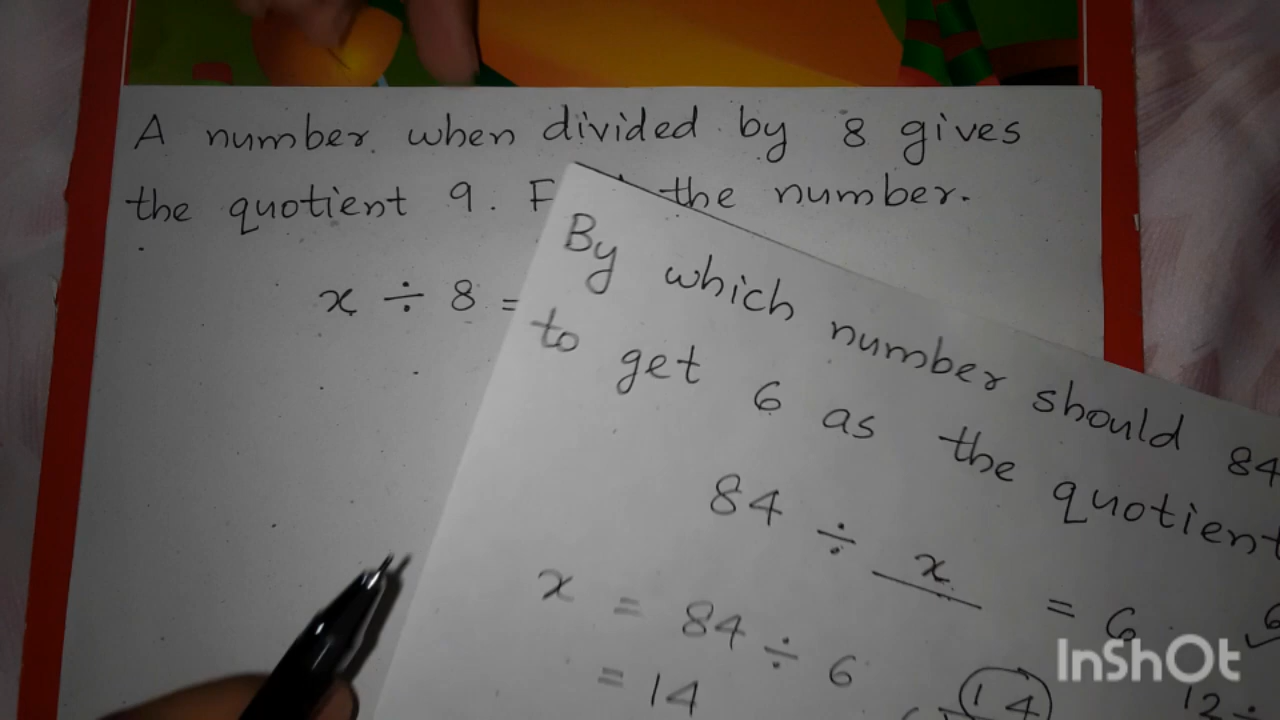 A number when divided by 8 gives
the quotient 9. F the number.
x ÷ 8 =
By which number should 84
to get 6 as the quotient
84 ÷ x = 6
x = 84 ÷ 6
= 14
14
12 ÷
InShOt